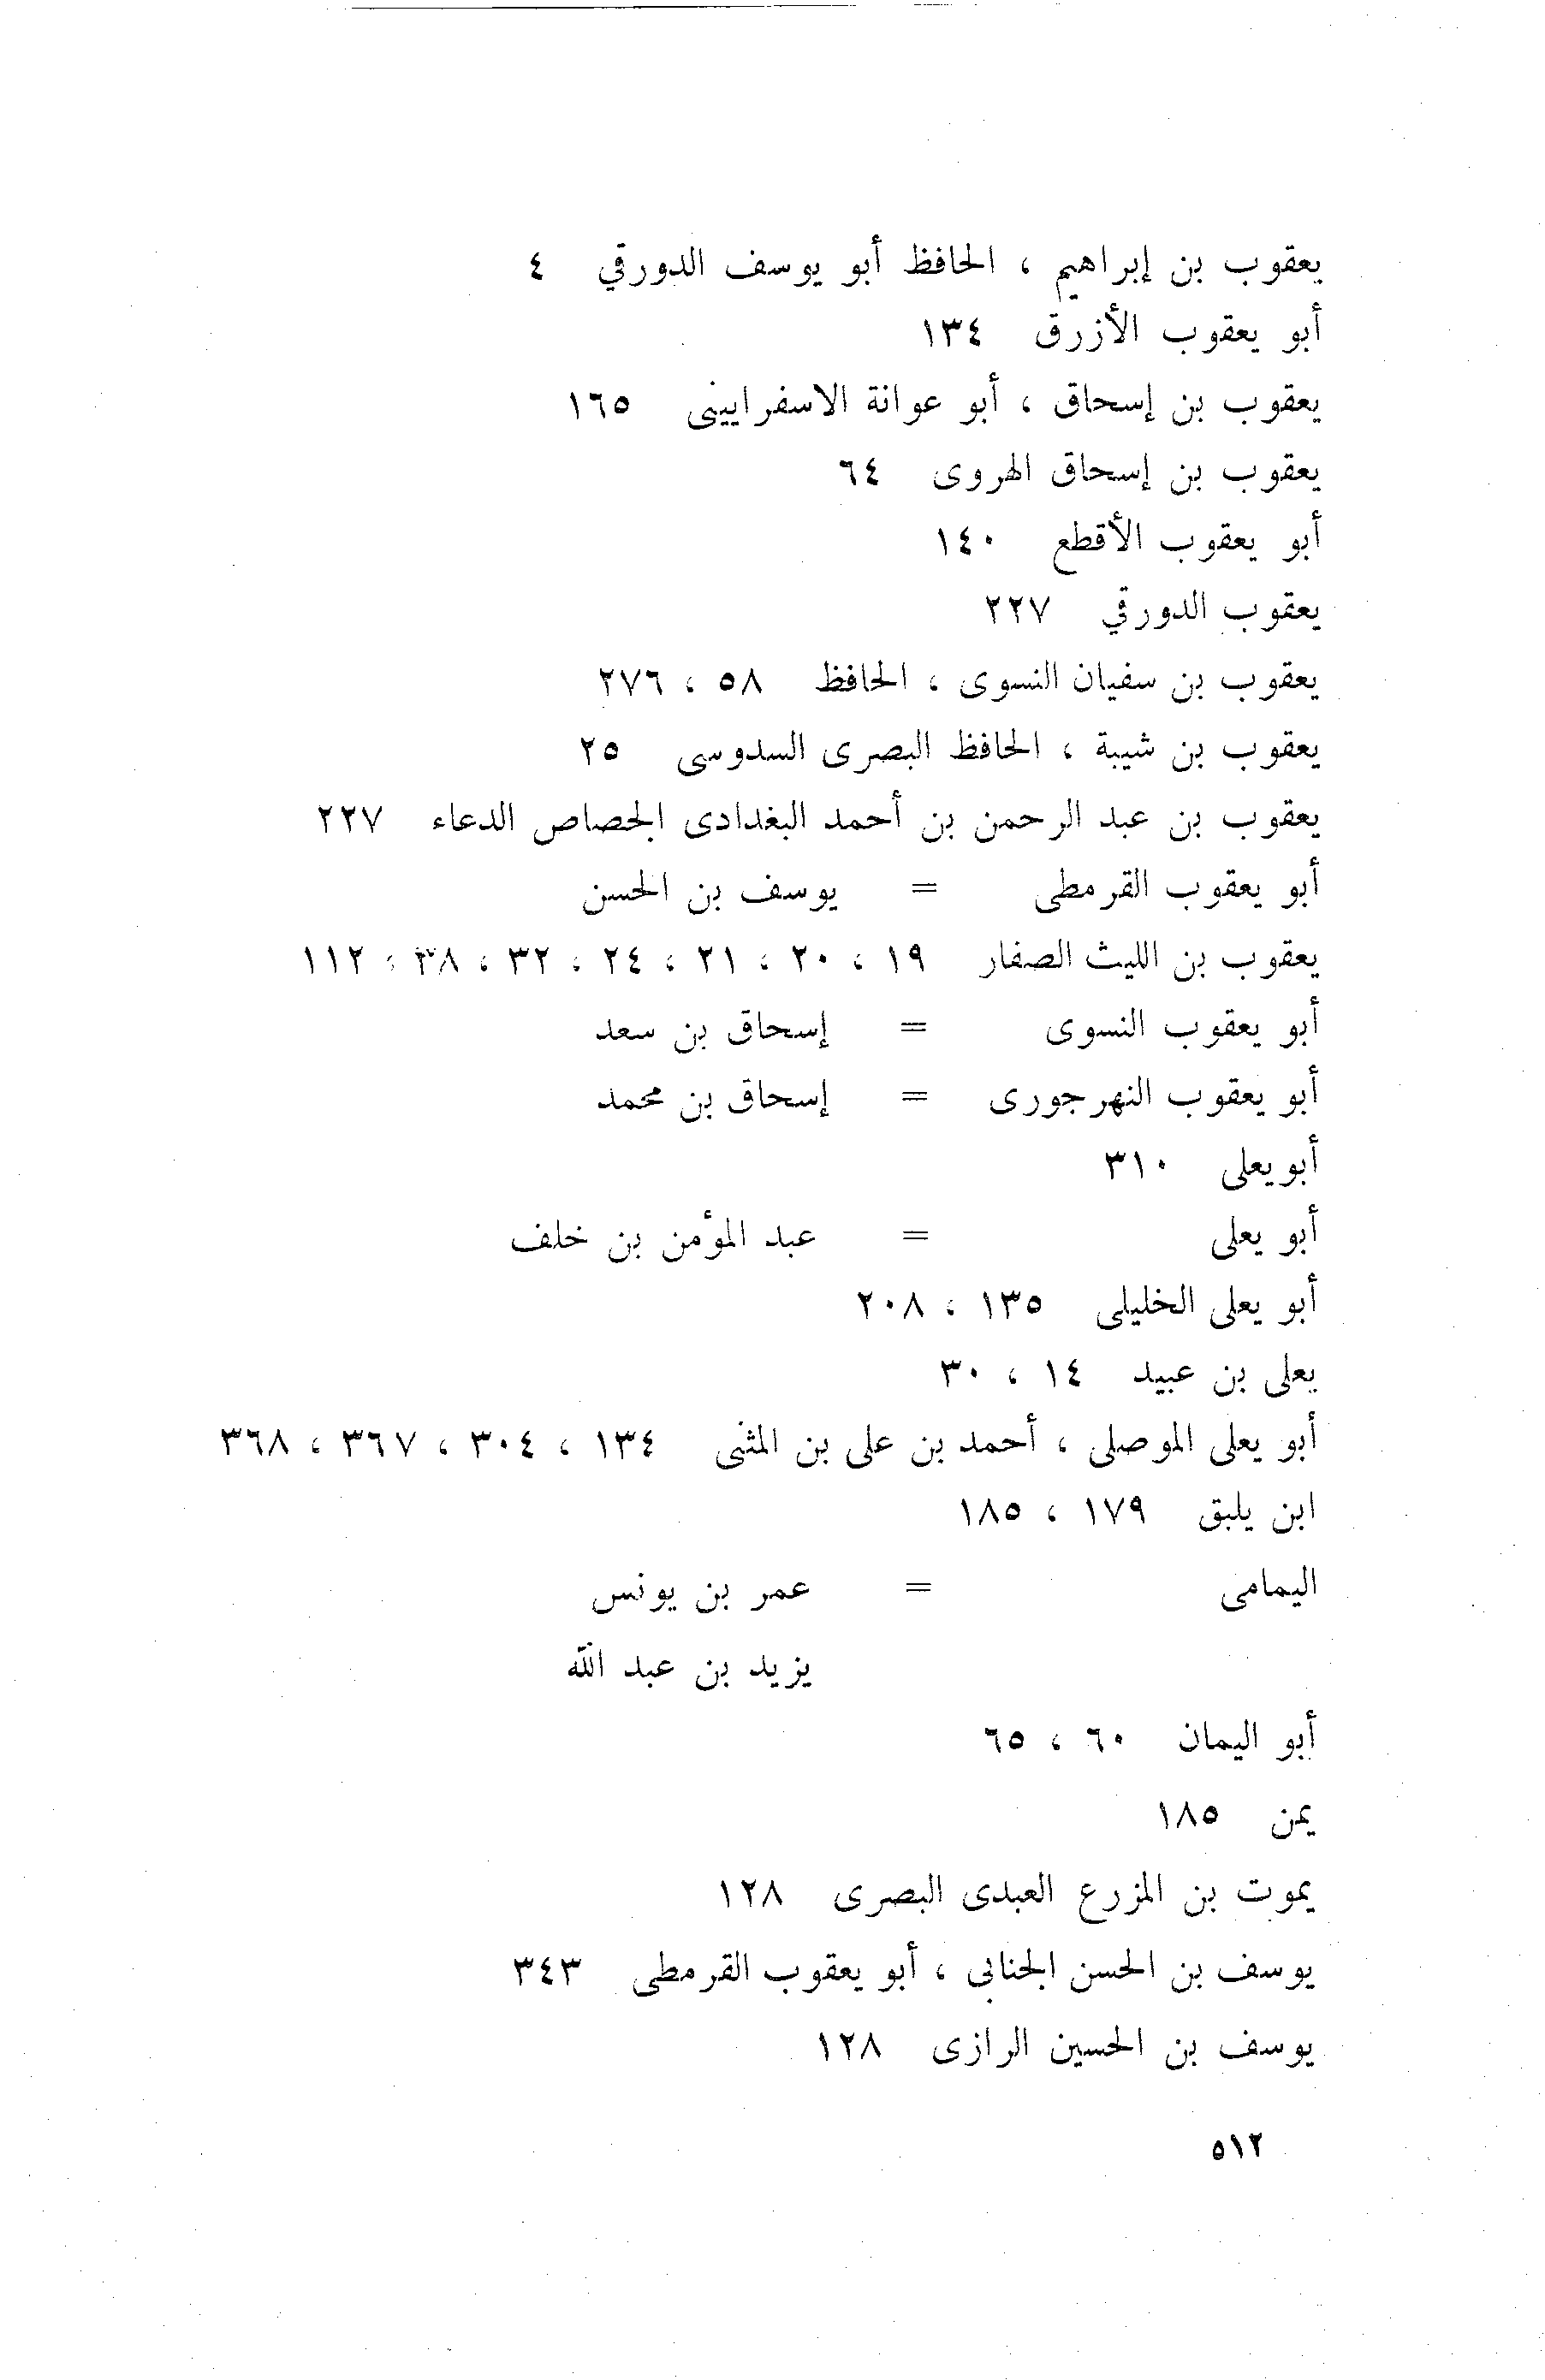 يعقوب بن إبراهيم ، الحافظ أبو يوسف الدورقي ٤
أبو يعقوب الأزرق ١٣٤
يعقوب بن إسحاق ، أبو عوانة الاسفراييني ١٦٥
يعقوب بن إسحاق الهروى ٦٤
أبو يعقوب الأقطع ١٤٠
يعقوب الدورقي ٢٢٧
يعقوب بن سفيان النسوى ، الحافظ ٥٨ ، ٢٧٦
يعقوب بن شيبة ، الحافظ البصرى السدوسى ٢٥
يعقوب بن عبد الرحمن بن أحمد البغدادى الجصاص الدعاء ٢٢٧
أبو يعقوب القرمطى = يوسف بن الحسن
يعقوب بن الليث الصفار ١٩ ، ٢٠ ، ٢١ ، ٢٤ ، ٣٢ ، ٣٨ ، ١١٢
أبو يعقوب النسوى = إسحاق بن سعد
أبو يعقوب النهرجورى = إسحاق بن محمد
أبو يعلى ٣١٠
أبو يعلى = عبد المؤمن بن خلف
أبو يعلى الخليلى ١٣٥ ، ٢٠٨
يعلى بن عبيد ١٤ ، ٣٠
أبو يعلى الموصلى ، أحمد بن على بن المثنى ١٣٤ ، ٣٠٤ ، ٣٦٧ ، ٣٦٨
ابن يلبق ١٧٩ ، ١٨٥
اليمامى = عمر بن يونس
يزيد بن عبد الله
أبو اليمان ٦٠ ، ٦٥
يمن ١٨٥
يموت بن المزرع العبدى البصرى ١٢٨
يوسف بن الحسن الجنابى ، أبو يعقوب القرمطى ٣٤٣
يوسف بن الحسين الرازى ١٢٨
٥١٢